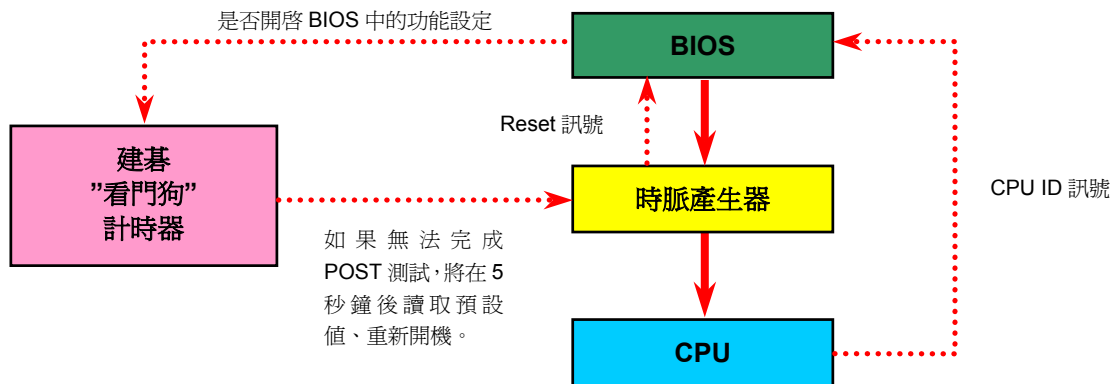 是否開啓 BIOS 中的功能設定
BIOS
Reset 訊號
建碁
”看門狗”
計時器
時脈產生器
CPU ID 訊號
如果無法完成
POST 測試，將在 5
秒鐘後讀取預設
值、重新開機。
CPU